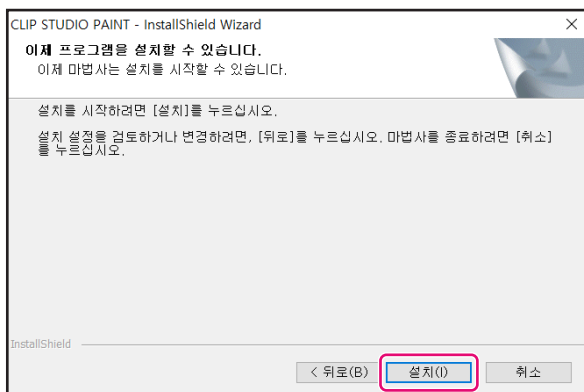 CLIP STUDIO PAINT - InstallShield Wizard
이제 프로그램을 설치할 수 있습니다.
이제 마법사는 설치를 시작할 수 있습니다.
설치를 시작하려면 [설치]를 누르십시오.
설치 설정을 검토하거나 변경하려면, [뒤로]를 누르십시오. 마법사를 종료하려면 [취소]
를 누르십시오.
InstallShield
< 뒤로(B) 설치(I) 취소